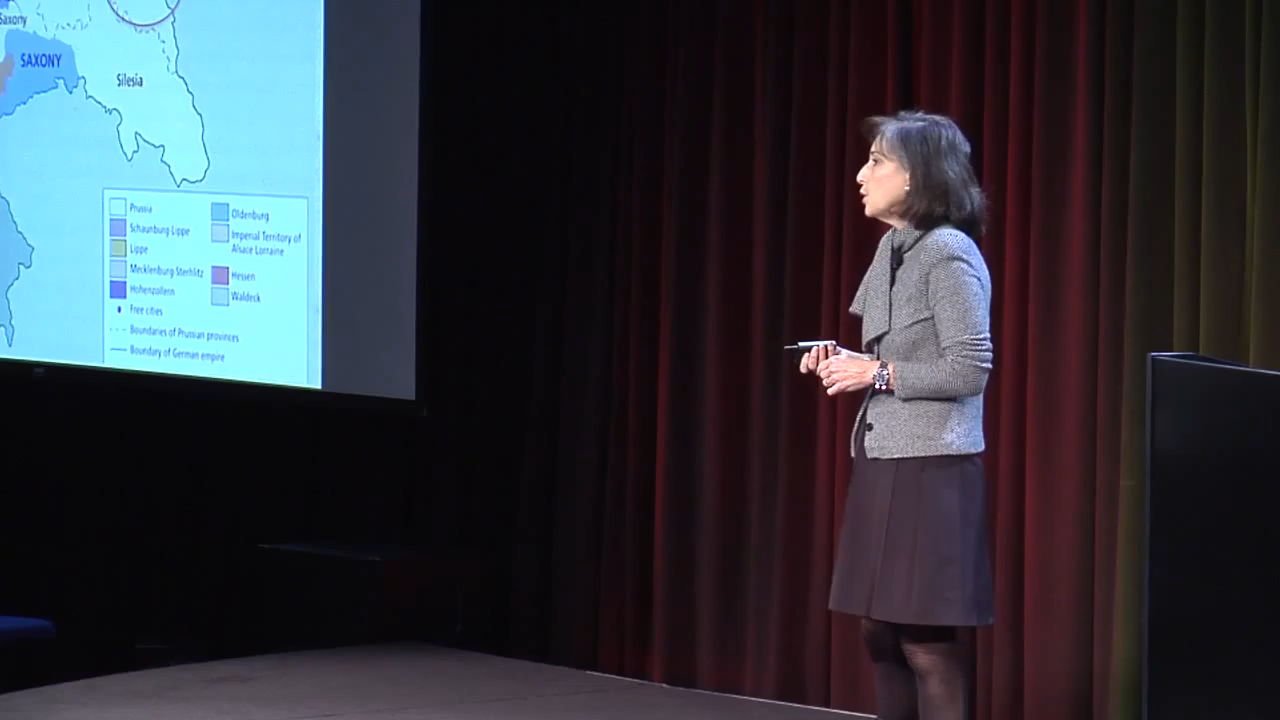 Saxony
SAXONY
Silesia
Prussia
Schaunburg-Lippe
Lippe
Mecklenburg-Sterhlitz
Hohenzollern
Free cities
Boundaries of Prussian provinces
Boundary of German empire
Oldenburg
Imperial Territory of
Alsace Lorraine
Hessen
Waldeck